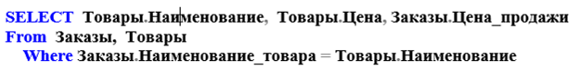 SELECT Товары.Наименование, Товары.Цена, Заказы.Цена_продажи
From Заказы, Товары
Where Заказы.Наименование_товара = Товары.Наименование